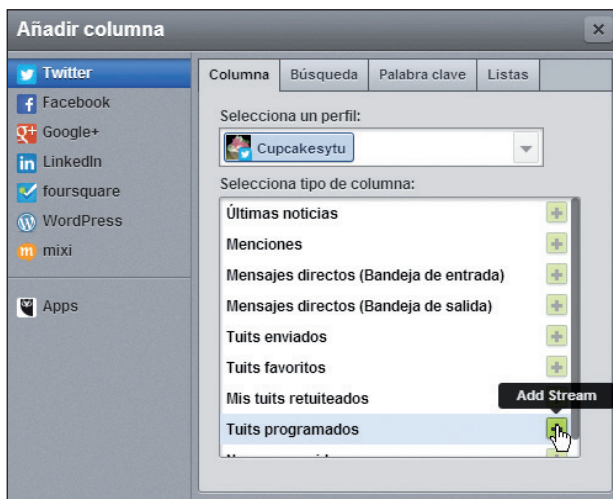 Añadir columna
Twitter
Facebook
Google+
LinkedIn
foursquare
WordPress
mixi
Apps
Columna Búsqueda Palabra clave Listas
Selecciona un perfil:
Cupcakesytu
Selecciona tipo de columna:
Últimas noticias
Menciones
Mensajes directos (Bandeja de entrada)
Mensajes directos (Bandeja de salida)
Tuits enviados
Tuits favoritos
Mis tuits retuiteados
Add Stream
Tuits programados